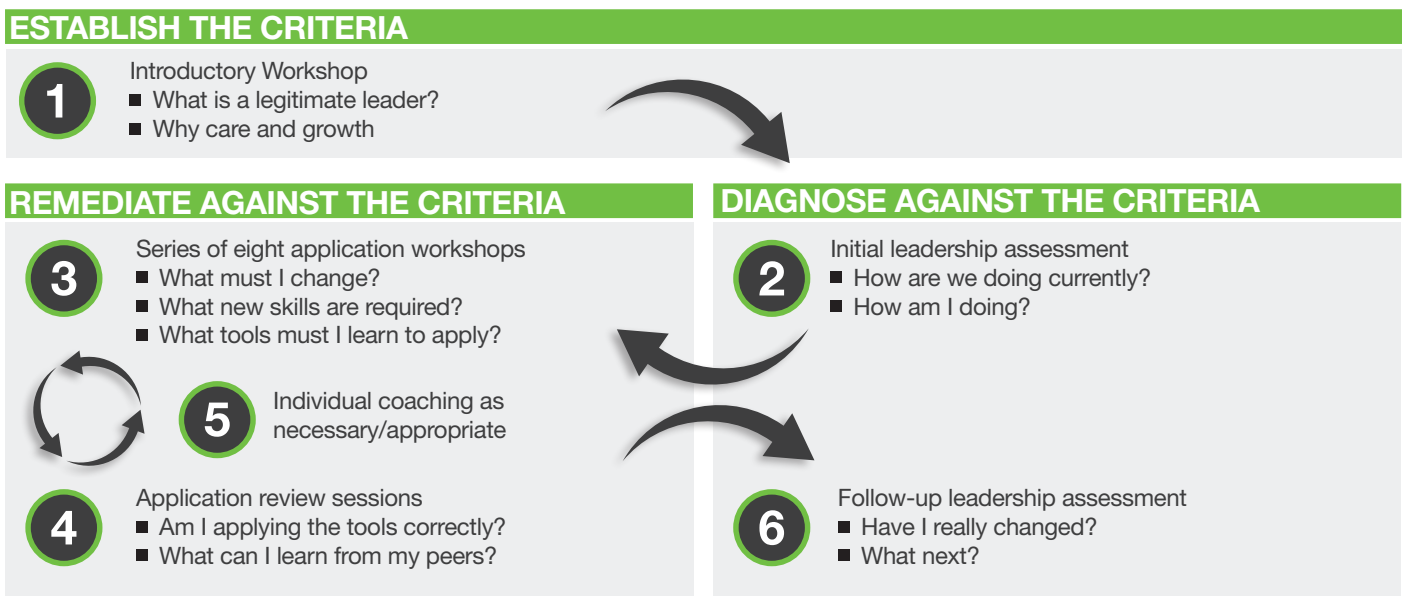 ESTABLISH THE CRITERIA
1
Introductory Workshop
■ What is a legitimate leader?
■ Why care and growth
REMEDIATE AGAINST THE CRITERIA
3
Series of eight application workshops
■ What must I change?
■ What new skills are required?
■ What tools must I learn to apply?
5
Individual coaching as
necessary/appropriate
4
Application review sessions
■ Am I applying the tools correctly?
■ What can I learn from my peers?
DIAGNOSE AGAINST THE CRITERIA
2
Initial leadership assessment
■ How are we doing currently?
■ How am I doing?
6
Follow-up leadership assessment
■ Have I really changed?
■ What next?